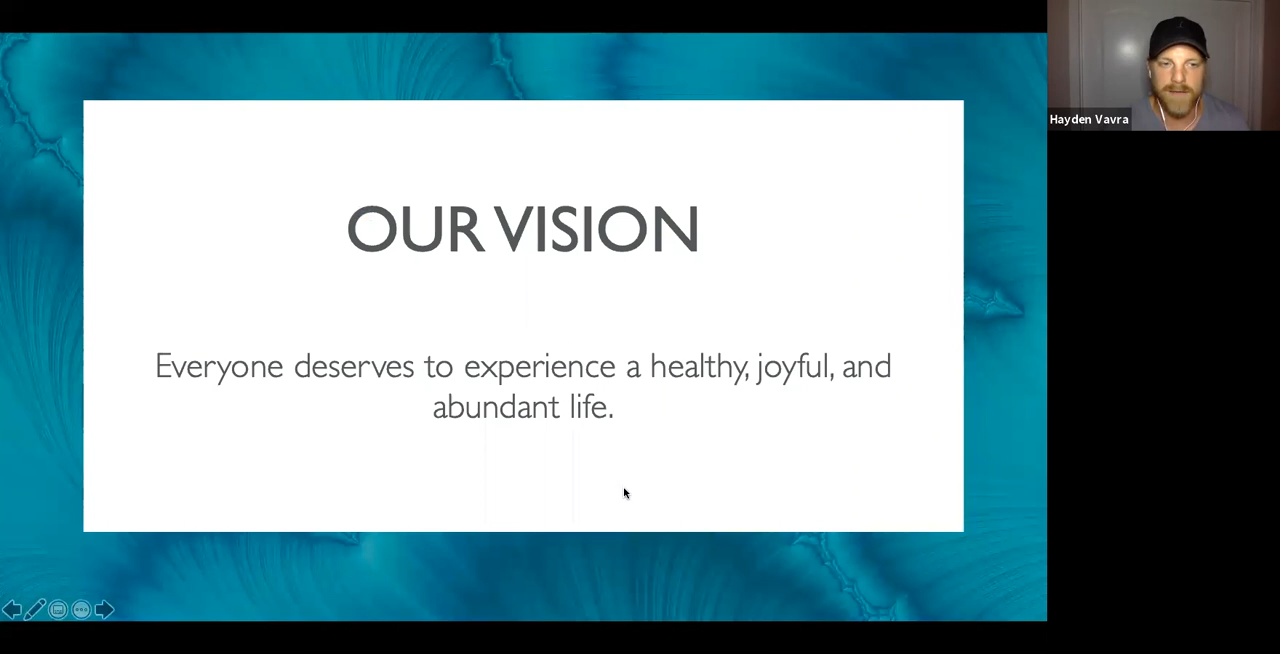 OUR VISION
Everyone deserves to experience a healthy, joyful, and
abundant life.
Hayden Vavra